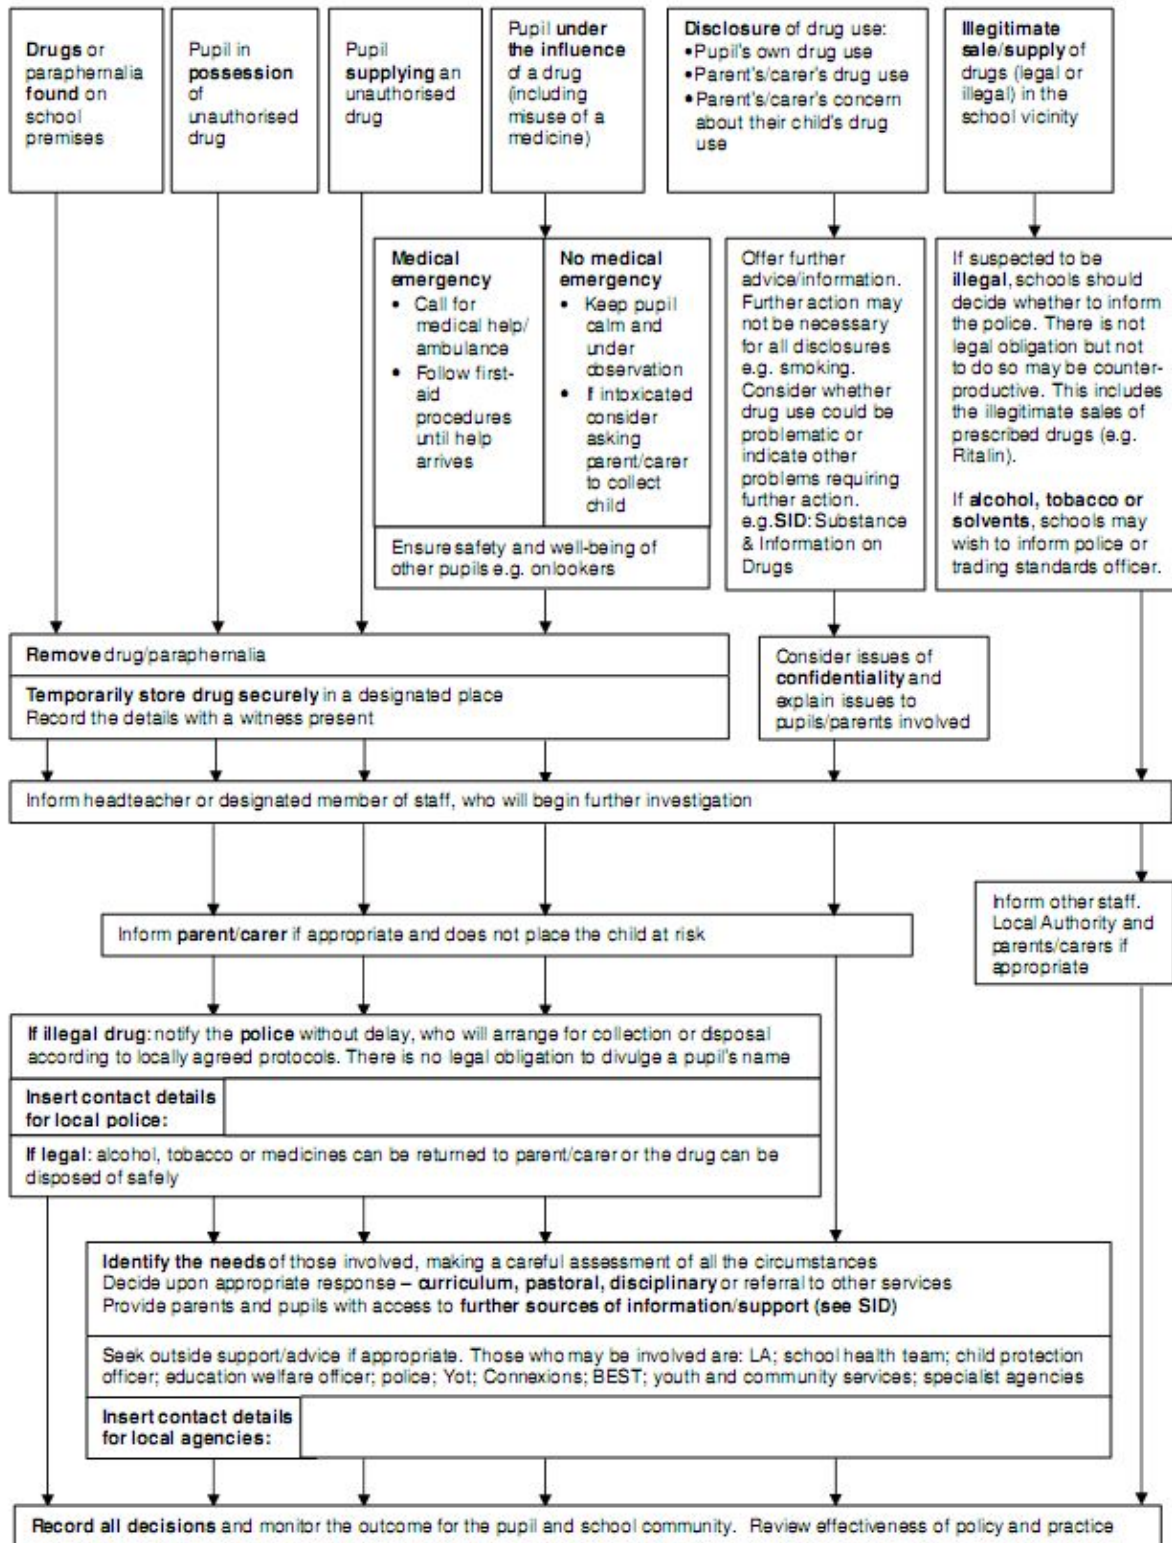 Drugs or
paraphernalia
found on
school
premises
Pupil in
possession
of
unauthorised
drug
Pupil
supplying an
unauthorised
drug
Pupil under
the influence
of a drug
(including
misuse of a
medicine)
Disclosure of drug use:
•Pupil's own drug use
•Parent's/carer's drug use
•Parent's/carer's concern
about their child's drug
use
Illegitimate
sale/supply of
drugs (legal or
illegal) in the
school vicinity
Medical
emergency
• Call for
medical help/
ambulance
• Follow first-
aid
procedures
until help
arrives
No medical
emergency
• Keep pupil
calm and
under
observation
• If intoxicated
consider
asking
parent/carer
to collect
child
Ensure safety and well-being of
other pupils e.g. onlookers
Offer further
advice/information.
Further action may
not be necessary
for all disclosures
e.g. smoking.
Consider whether
drug use could be
problematic or
indicate other
problems requiring
further action.
e.g.SID: Substance
& Information on
Drugs
If suspected to be
illegal, schools should
decide whether to inform
the police. There is not
legal obligation but not
to do so may be counter-
productive. This includes
the illegitimate sales of
prescribed drugs (e.g.
Ritalin).
If alcohol, tobacco or
solvents, schools may
wish to inform police or
trading standards officer.
Remove drug/paraphernalia
Temporarily store drug securely in a designated place
Record the details with a witness present
Consider issues of
confidentiality and
explain issues to
pupils/parents involved
Inform headteacher or designated member of staff, who will begin further investigation
Inform parent/carer if appropriate and does not place the child at risk
Inform other staff.
Local Authority and
parents/carers if
appropriate
If illegal drug: notify the police without delay, who will arrange for collection or disposal
according to locally agreed protocols. There is no legal obligation to divulge a pupil's name
Insert contact details
for local police:
If legal: alcohol, tobacco or medicines can be returned to parent/carer or the drug can be
disposed of safely
Identify the needs of those involved, making a careful assessment of all the circumstances
Decide upon appropriate response – curriculum, pastoral, disciplinary or referral to other services
Provide parents and pupils with access to further sources of information/support (see SID)
Seek outside support/advice if appropriate. Those who may be involved are: LA; school health team; child protection
officer; education welfare officer; police; Yot; Connexions; BEST; youth and community services; specialist agencies
Insert contact details
for local agencies:
Record all decisions and monitor the outcome for the pupil and school community. Review effectiveness of policy and practice